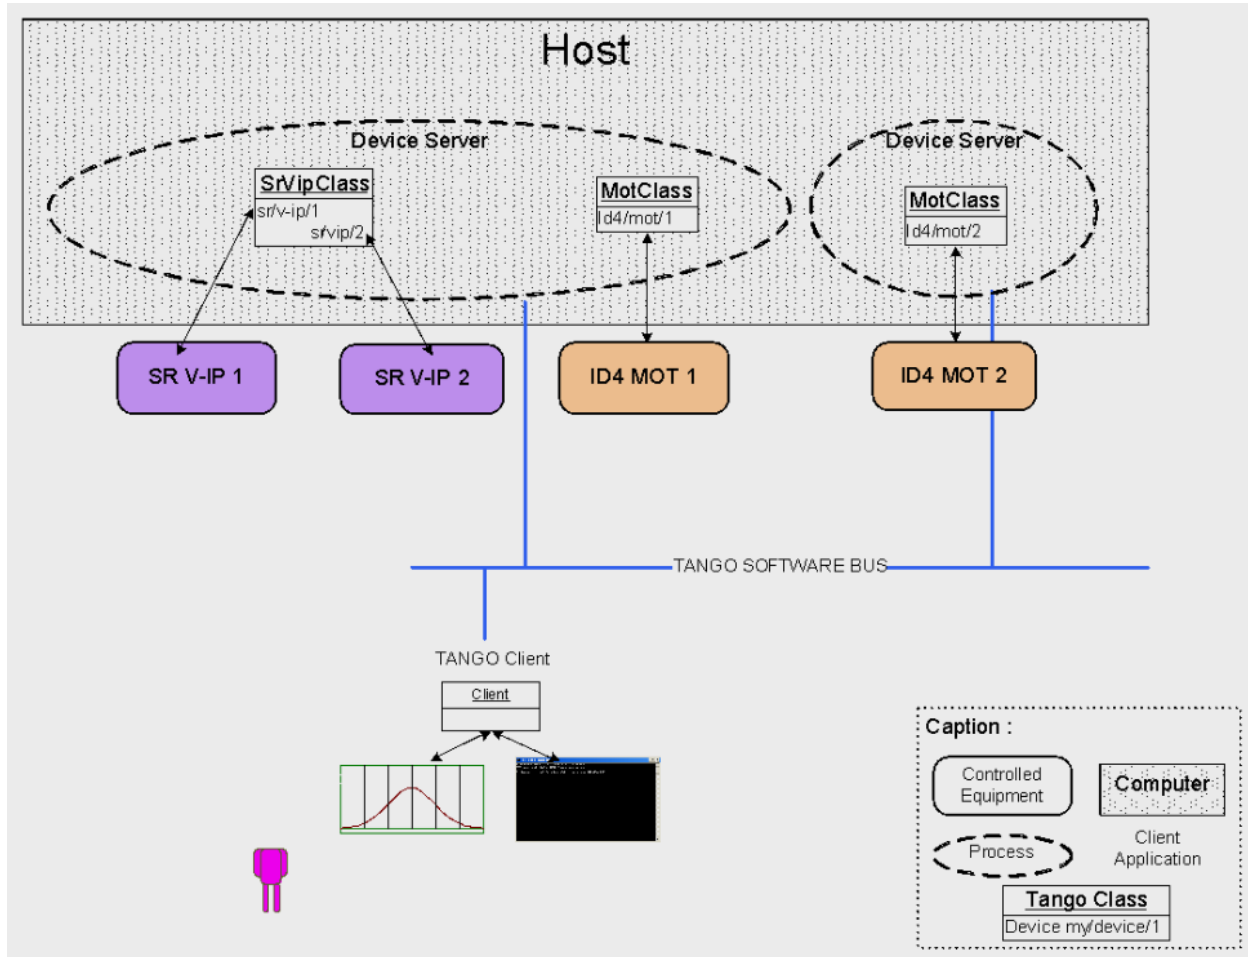 Host
Device Server
Device Server
SrVipClass
sr/v-ip/1
sr/vip/2
MotClass
Id4/mot/1
MotClass
Id4/mot/2
SR V-IP 1
SR V-IP 2
ID4 MOT 1
ID4 MOT 2
TANGO SOFTWARE BUS
TANGO Client
Client
Caption :
Controlled
Equipment
Computer
Process
Client
Application
Tango Class
Device my/device/1